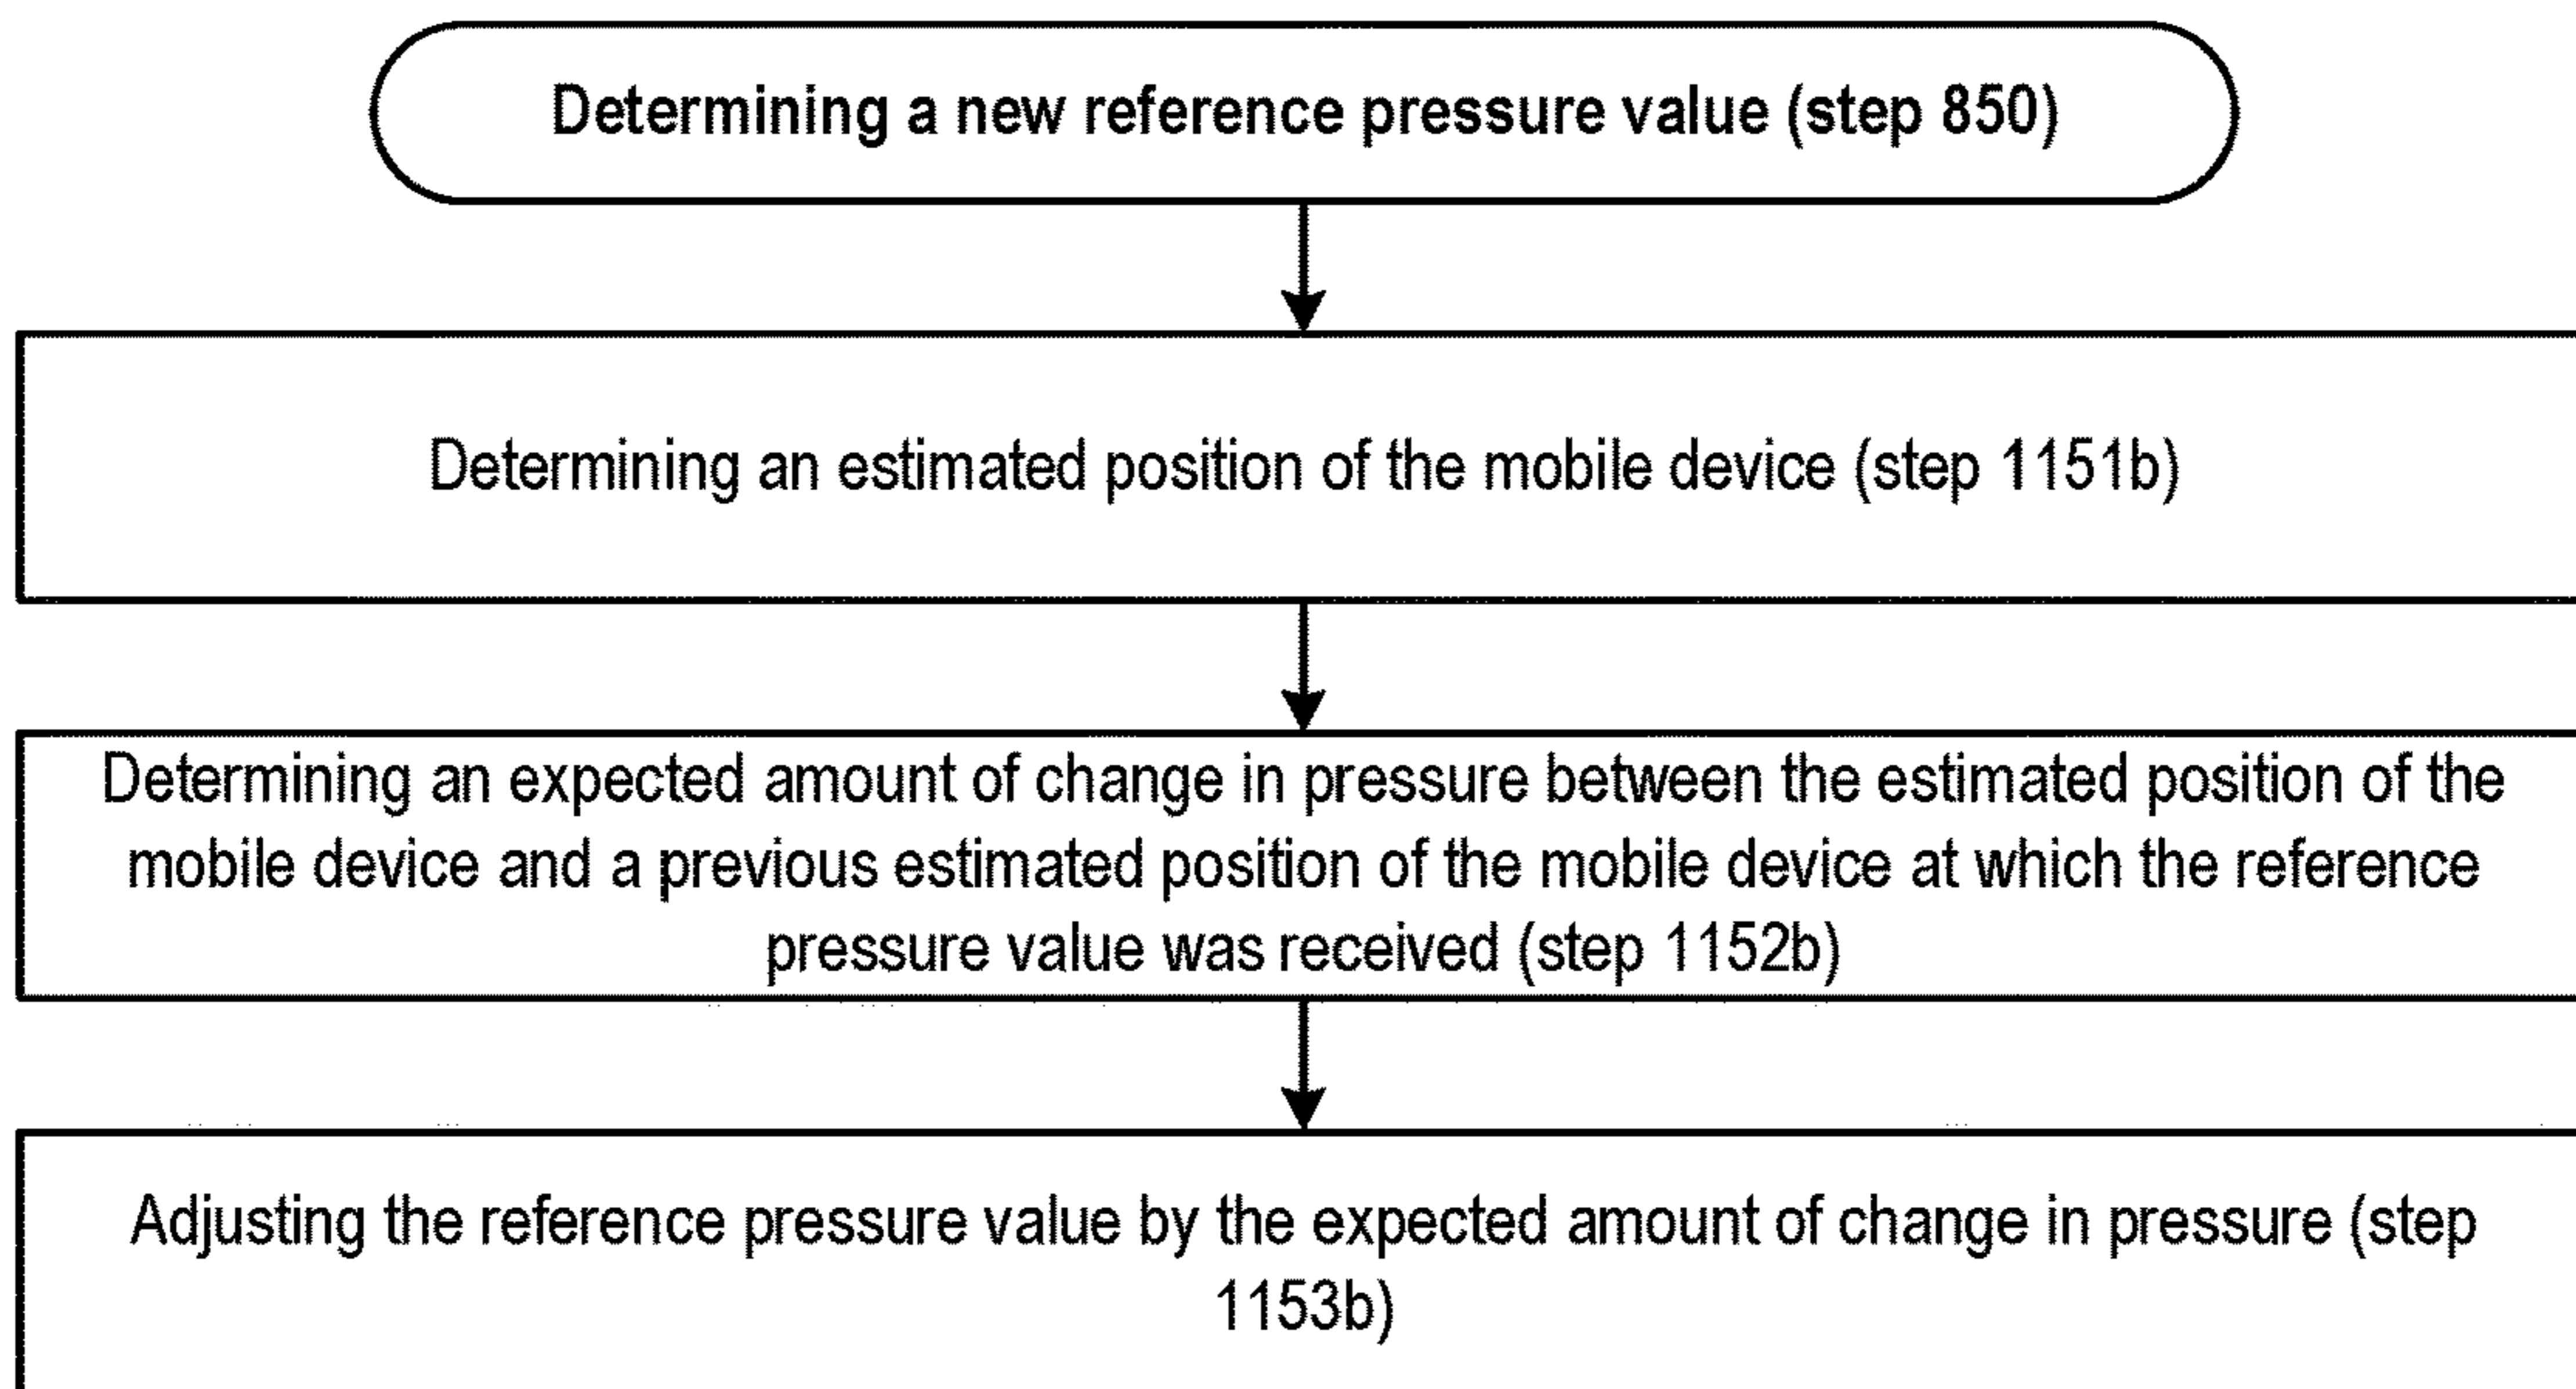 Determining a new reference pressure value (step 850)
Determining an estimated position of the mobile device (step 1151b)
Determining an expected amount of change in pressure between the estimated position of the
mobile device and a previous estimated position of the mobile device at which the reference
pressure value was received (step 1152b)
Adjusting the reference pressure value by the expected amount of change in pressure (step
1153b)